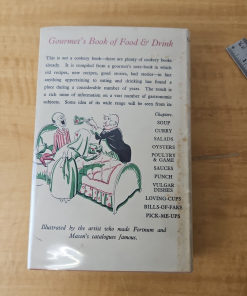 Gourmet's Book of Food & Drink
This is not a cookery book—there are plenty of cookery books
already. It is compiled from a gourmet's note-book in which
old recipes, new recipes, good stories, bad stories—in fact
anything appertaining to eating and drinking has found a
place during a considerable number of years. The result is
a rich mine of information on a vast number of gastronomic
subjects. Some idea of its wide range will be seen from its
Chapters:
SOUP
CURRY
SALADS
OYSTERS
POULTRY
& GAME
SAUCES
PUNCH
VULGAR
DISHES
LOVING-CUPS
BILLS-OF-FARE
PICK-ME-UPS
Illustrated by the artist who made Fortnum and
Mason's catalogues famous.